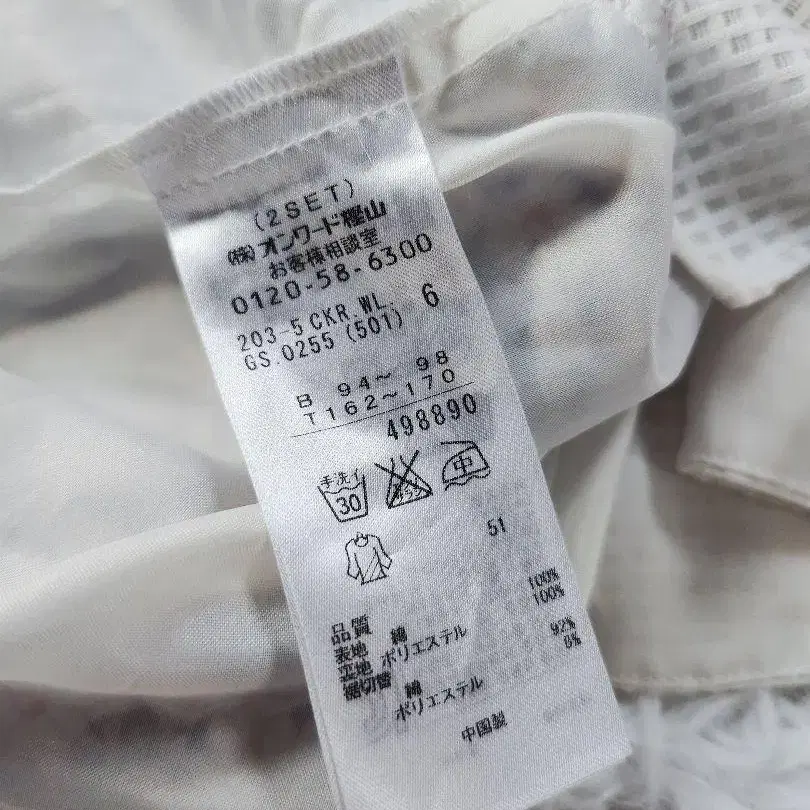 (2SET)
(株)オンワード樫山
お客様相談室
0120-58-6300
203-5 CKR.WL. 6
GS.0255 (501)
B 94～ 98
T162～170
498890
手洗イ 30 中
51
品質
表地 綿 100%
立地 ポリエステル 100%
裾切替 綿 92%
ポリエステル 8%
中国製